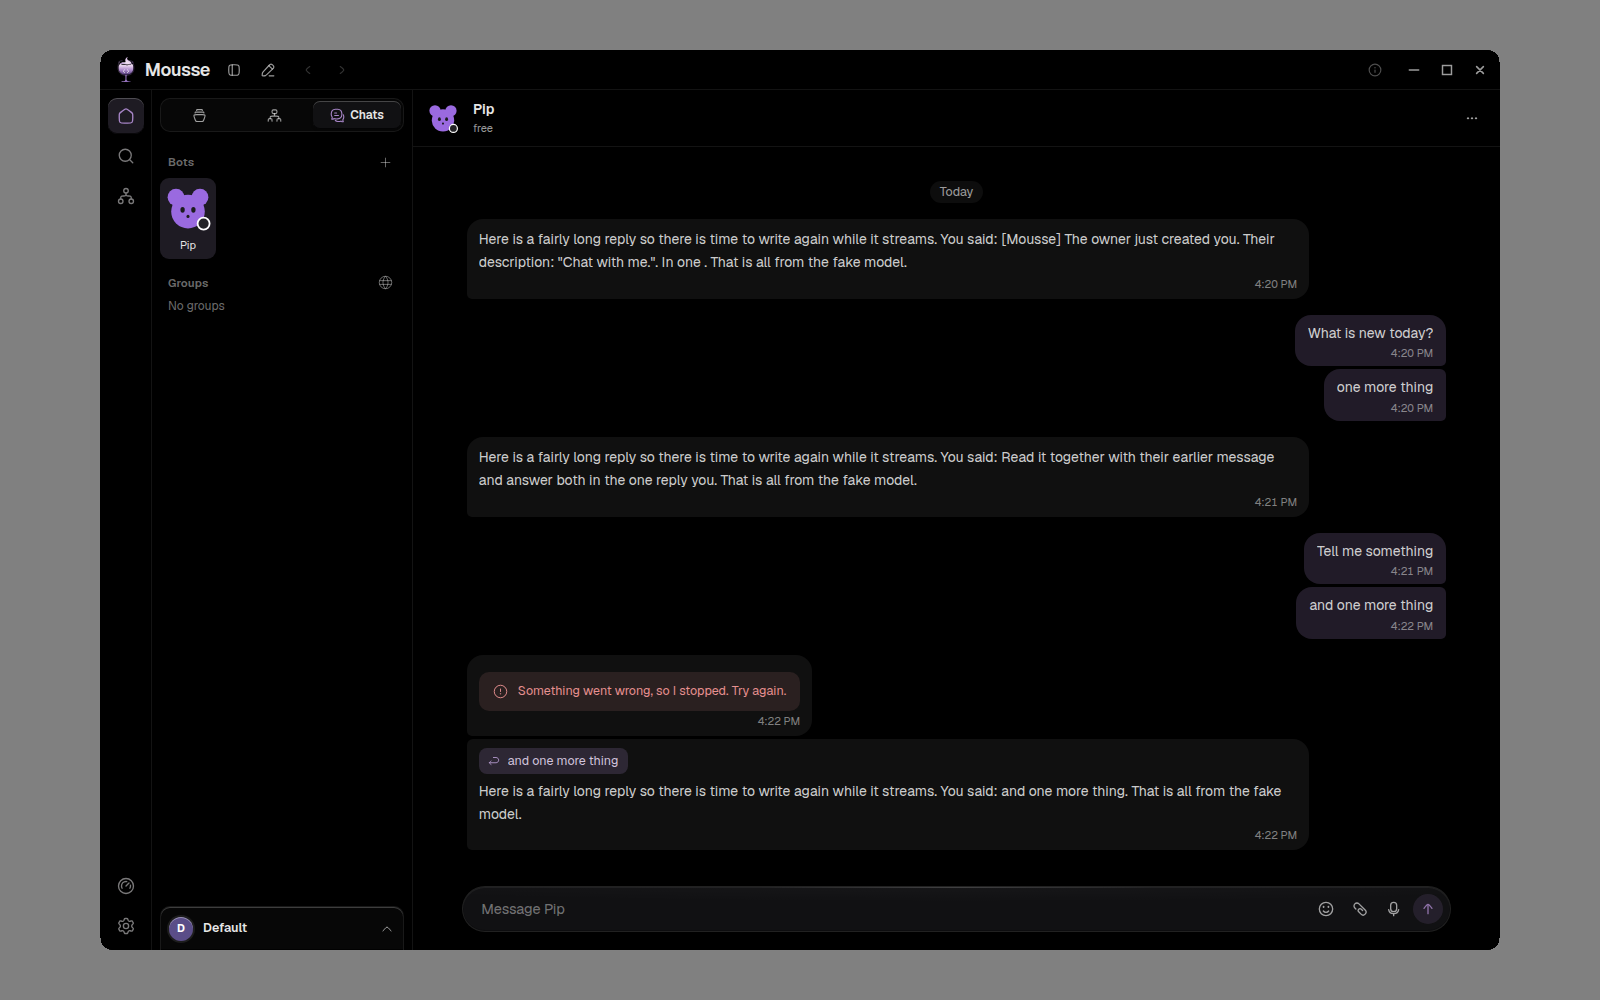 Mousse
Chats
Bots
Pip
Groups
No groups
D
Default
Pip
free
Today
Here is a fairly long reply so there is time to write again while it streams. You said: [Mousse] The owner just created you. Their
description: "Chat with me.". In one . That is all from the fake model.
4:20 PM
What is new today?
4:20 PM
one more thing
4:20 PM
Here is a fairly long reply so there is time to write again while it streams. You said: Read it together with their earlier message
and answer both in the one reply you. That is all from the fake model.
4:21 PM
Tell me something
4:21 PM
and one more thing
4:22 PM
Something went wrong, so I stopped. Try again.
4:22 PM
and one more thing
Here is a fairly long reply so there is time to write again while it streams. You said: and one more thing. That is all from the fake
model.
4:22 PM
Message Pip